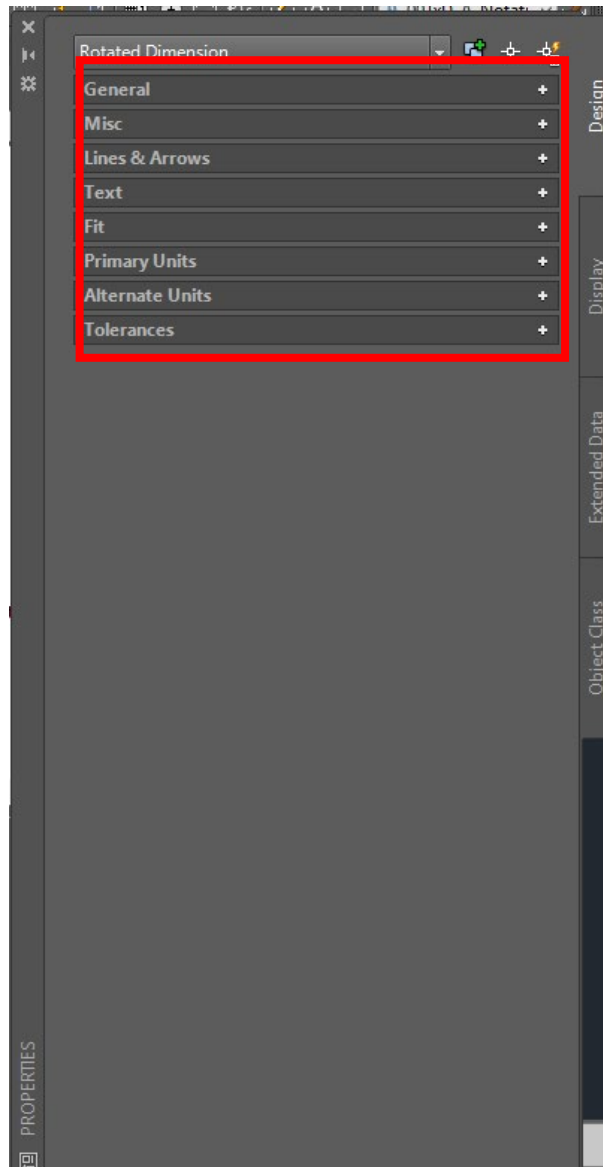 Rotated Dimension
General
Misc
Lines & Arrows
Text
Fit
Primary Units
Alternate Units
Tolerances
Design
Display
Extended Data
Object Class
PROPERTIES